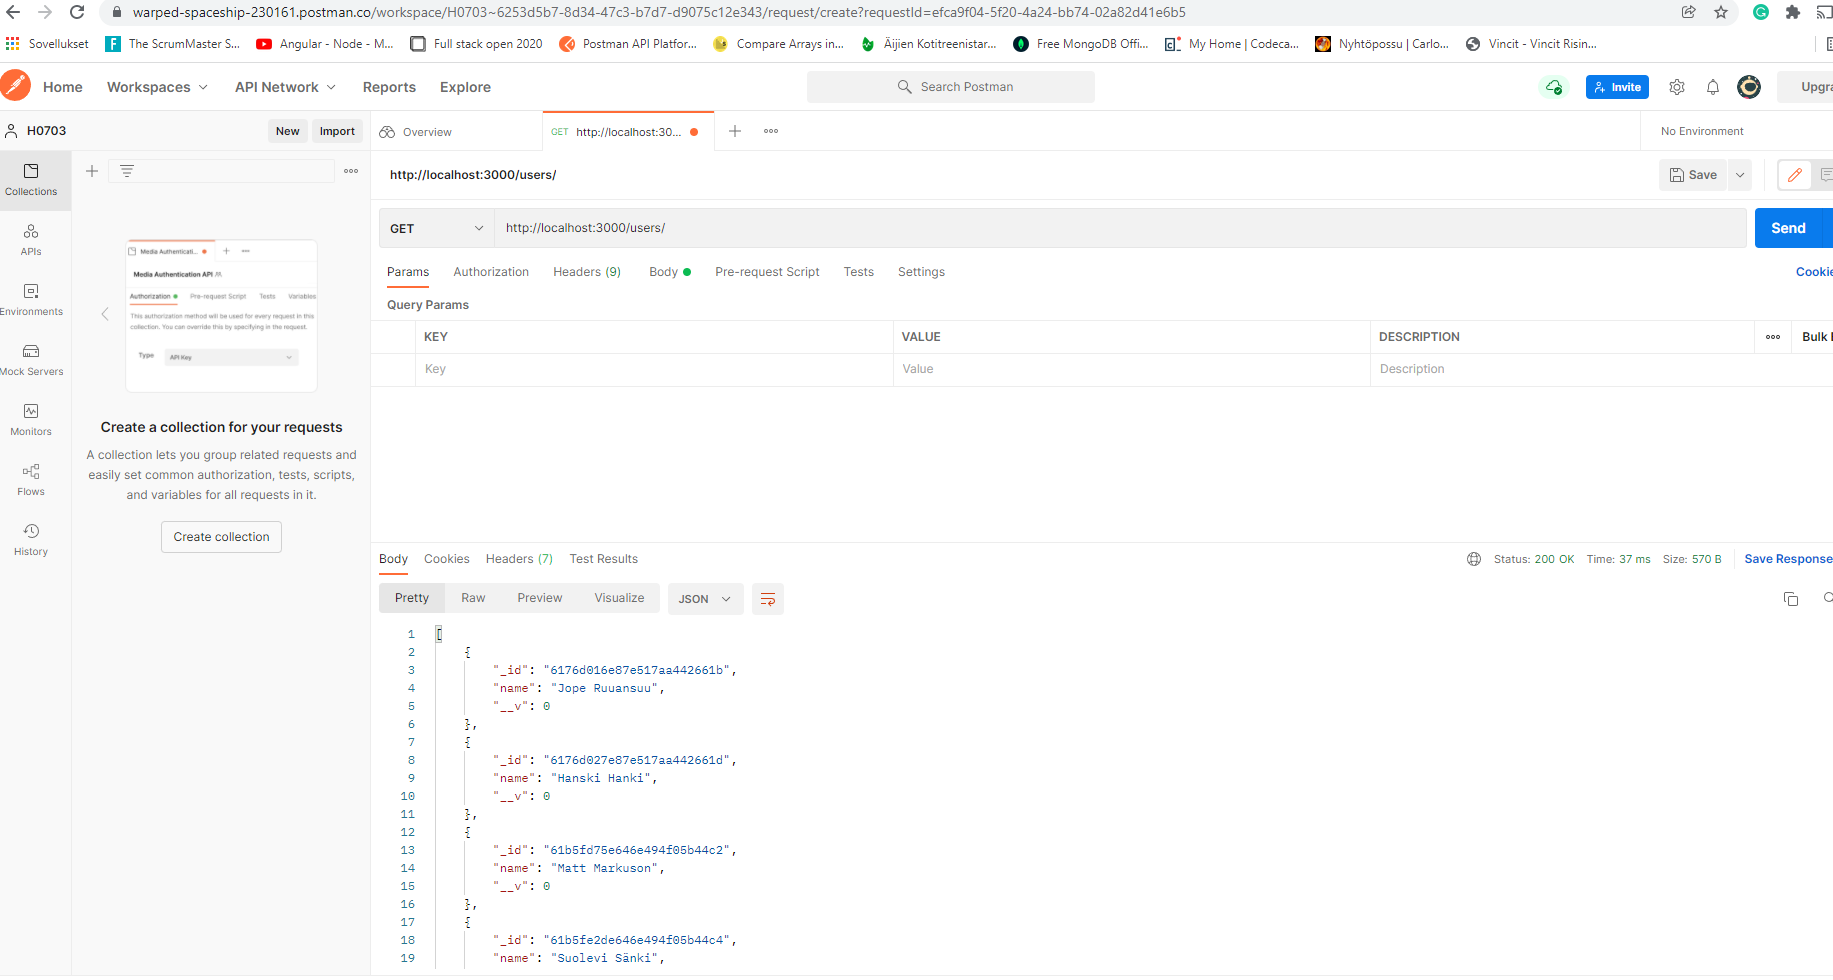 warped-spaceship-230161.postman.co/workspace/H0703~6253d5b7-8d34-47c3-b7d7-d9075c12e343/request/create?requestId=efca9f04-5f20-4a24-bb74-02a82d41e6b5
Sovellukset The ScrumMaster S... Angular - Node - M... Full stack open 2020 Postman API Platfor... Compare Arrays in... Äijien Kotitreenistar... Free MongoDB Offi... My Home | Codeca... Nyhtöpossu | Carlo... Vincit - Vincit Risin...
Home Workspaces API Network Reports Explore Search Postman Invite Upgra
H0703 New Import Overview GET http://localhost:30... No Environment
Collections
http://localhost:3000/users/ Save
GET http://localhost:3000/users/ Send
APIs
Params Authorization Headers (9) Body Pre-request Script Tests Settings Cookie
Query Params
Environments
KEY VALUE DESCRIPTION Bulk
Key Value Description
Mock Servers
Monitors
Flows
History
Media Authenticati...
Media Authentication API
Authorization Pre-request Script Tests Variables
This authorization method will be used for every request in this
collection. You can override this by specifying in the request.
Type API Key
Create a collection for your requests
A collection lets you group related requests and
easily set common authorization, tests, scripts,
and variables for all requests in it.
Create collection
Body Cookies Headers (7) Test Results Status: 200 OK Time: 37 ms Size: 570 B Save Response
Pretty Raw Preview Visualize JSON
1 [
2 {
3 "_id": "6176d016e87e517aa442661b",
4 "name": "Jope Ruuansuu",
5 "__v": 0
6 },
7 {
8 "_id": "6176d027e87e517aa442661d",
9 "name": "Hanski Hanki",
10 "__v": 0
11 },
12 {
13 "_id": "61b5fd75e646e494f05b44c2",
14 "name": "Matt Markuson",
15 "__v": 0
16 },
17 {
18 "_id": "61b5fe2de646e494f05b44c4",
19 "name": "Suolevi Sänki",